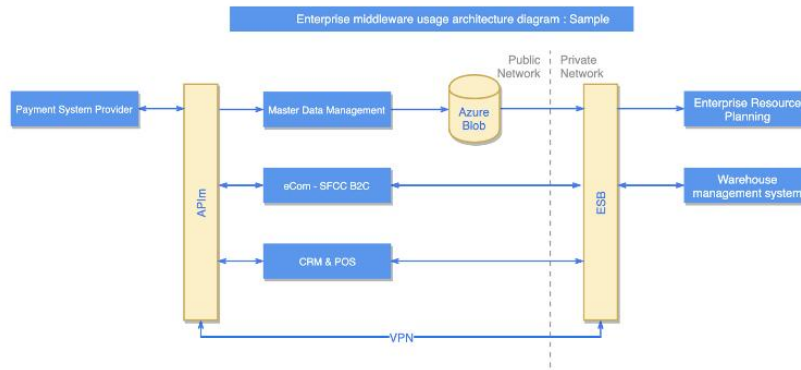 Enterprise middleware usage architecture diagram : Sample
Public
Network
Private
Network
Payment System Provider
APIm
Master Data Management
Azure
Blob
ESB
Enterprise Resource
Planning
eCom - SFCC B2C
Warehouse
management system
CRM & POS
VPN